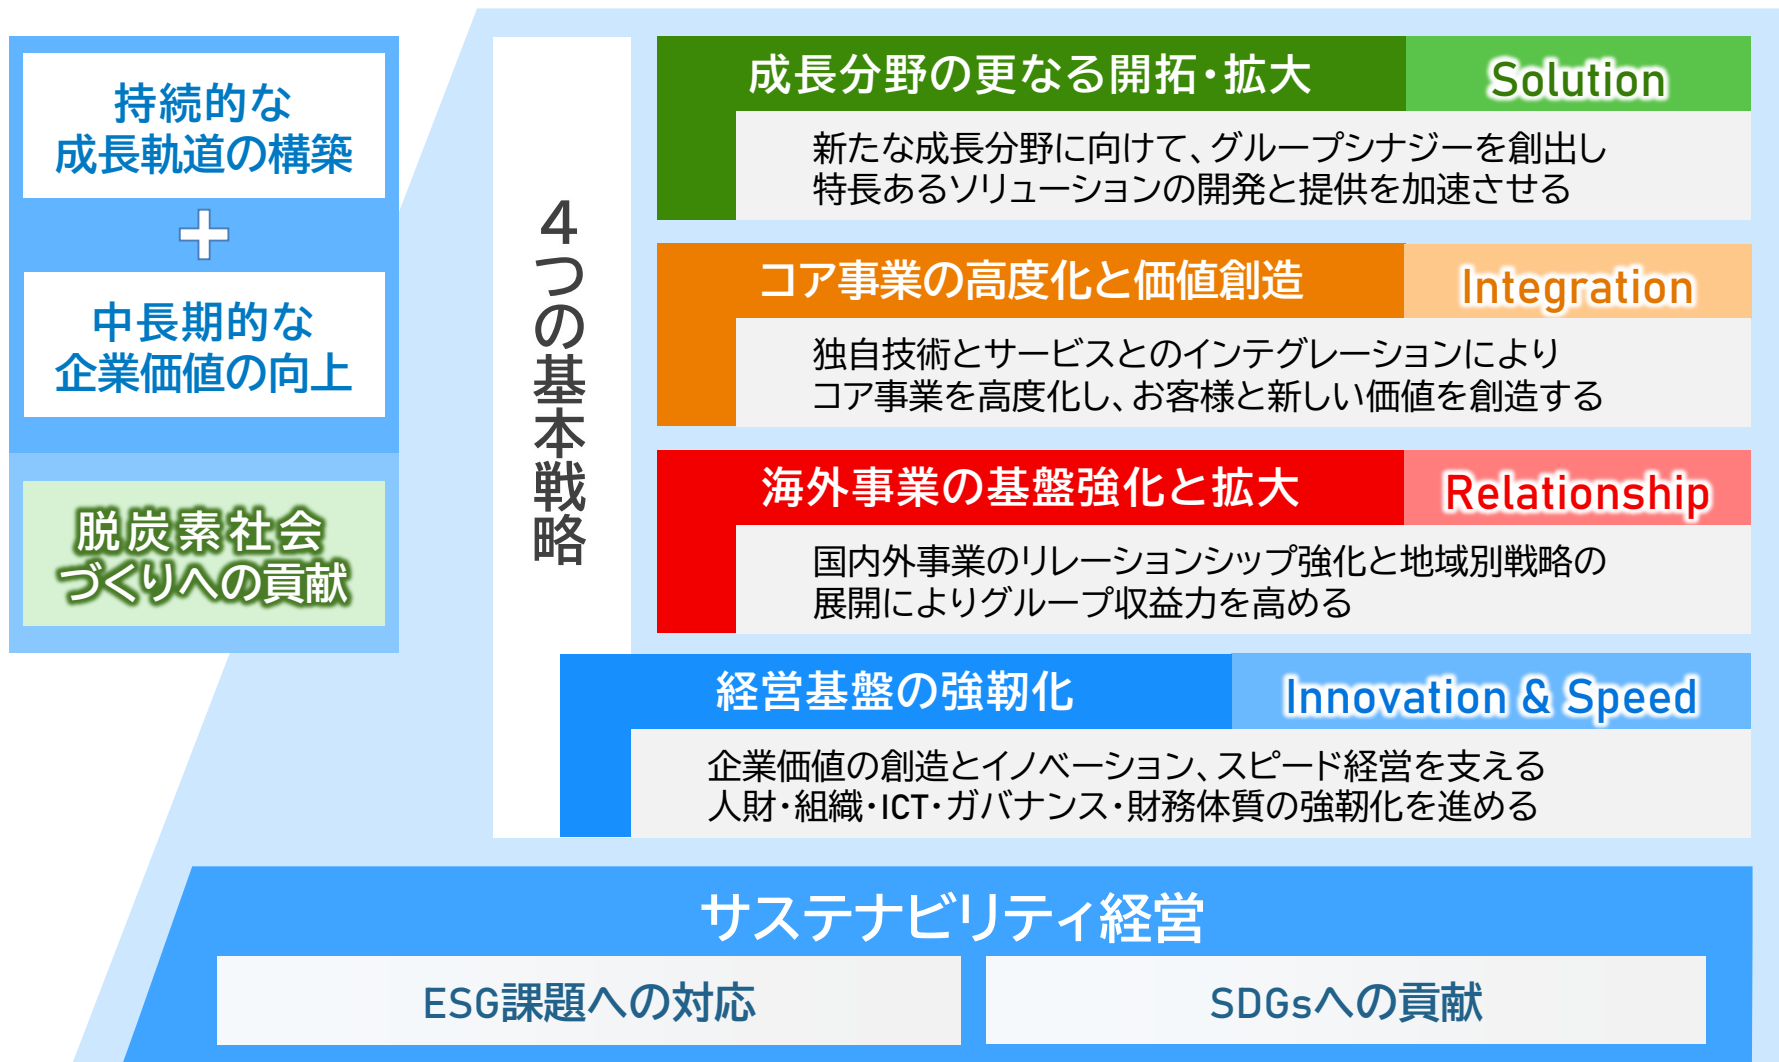 持続的な
成長軌道の構築
中長期的な
企業価値の向上
脱炭素社会
づくりへの貢献
4つの基本戦略
成長分野の更なる開拓・拡大
Solution
新たな成長分野に向けて、グループシナジーを創出し
特長あるソリューションの開発と提供を加速させる
コア事業の高度化と価値創造
Integration
独自技術とサービスとのインテグレーションにより
コア事業を高度化し、お客様と新しい価値を創造する
海外事業の基盤強化と拡大
Relationship
国内外事業のリレーションシップ強化と地域別戦略の
展開によりグループ収益力を高める
経営基盤の強靭化
Innovation & Speed
企業価値の創造とイノベーション、スピード経営を支える
人財・組織・ICT・ガバナンス・財務体質の強靭化を進める
サステナビリティ経営
ESG課題への対応
SDGsへの貢献